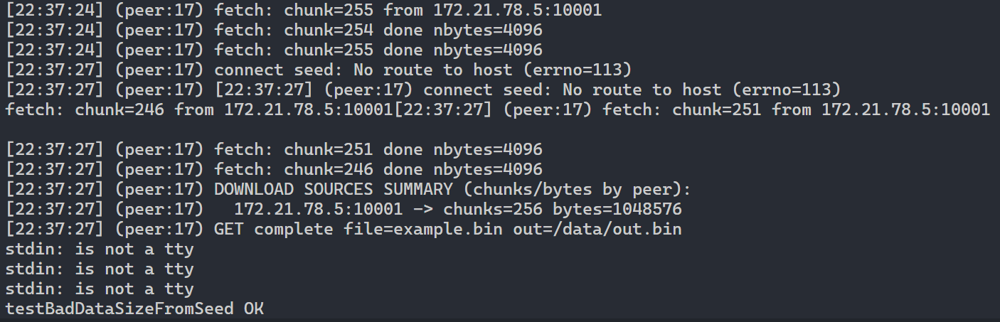 [22:37:24] (peer:17) fetch: chunk=255 from 172.21.78.5:10001
[22:37:24] (peer:17) fetch: chunk=254 done nbytes=4096
[22:37:24] (peer:17) fetch: chunk=255 done nbytes=4096
[22:37:27] (peer:17) connect seed: No route to host (errno=113)
[22:37:27] (peer:17) [22:37:27] (peer:17) connect seed: No route to host (errno=113)
fetch: chunk=246 from 172.21.78.5:10001[22:37:27] (peer:17) fetch: chunk=251 from 172.21.78.5:10001

[22:37:27] (peer:17) fetch: chunk=251 done nbytes=4096
[22:37:27] (peer:17) fetch: chunk=246 done nbytes=4096
[22:37:27] (peer:17) DOWNLOAD SOURCES SUMMARY (chunks/bytes by peer):
[22:37:27] (peer:17)   172.21.78.5:10001 -> chunks=256 bytes=1048576
[22:37:27] (peer:17) GET complete file=example.bin out=/data/out.bin
stdin: is not a tty
stdin: is not a tty
stdin: is not a tty
testBadDataSizeFromSeed OK